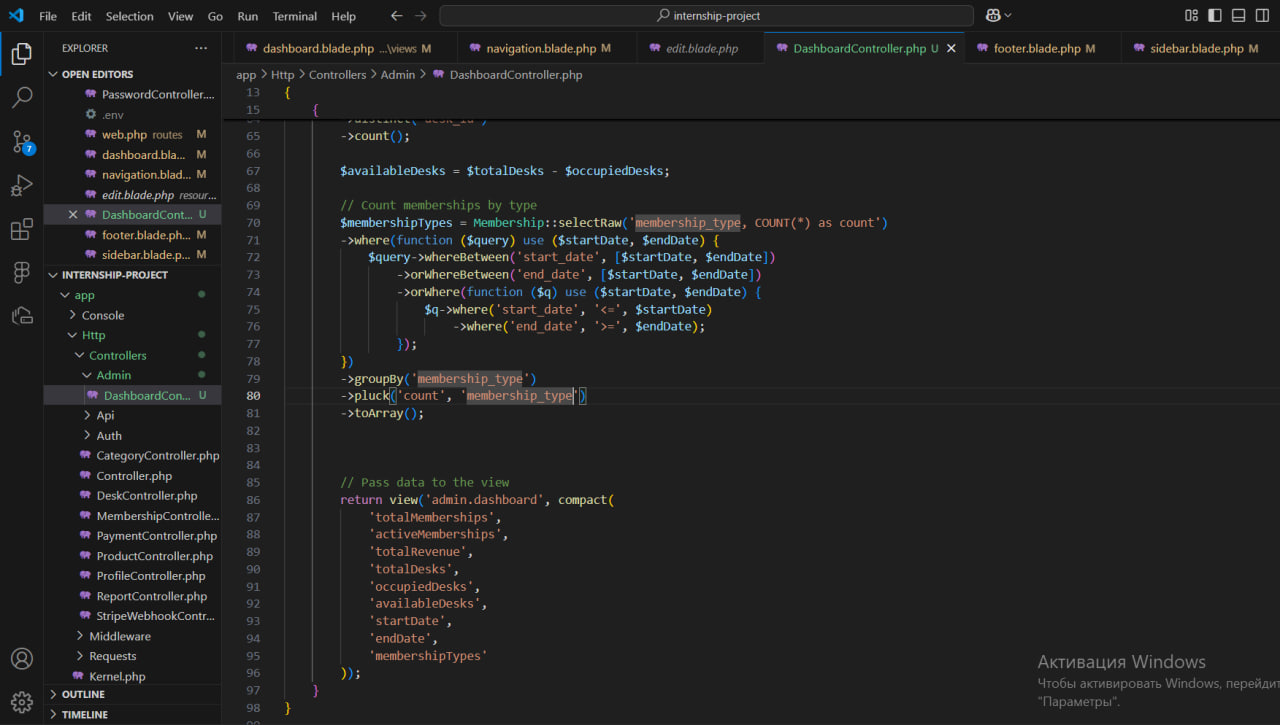 File Edit Selection View Go Run Terminal Help
internship-project
EXPLORER
dashboard.blade.php ...\views M
navigation.blade.php M
edit.blade.php
DashboardController.php U
footer.blade.php M
sidebar.blade.php M
app > Http > Controllers > Admin > DashboardController.php
OPEN EDITORS
PasswordController....
.env
web.php routes M
dashboard.bla... M
navigation.blad... M
edit.blade.php resour...
DashboardCont... U
footer.blade.ph... M
sidebar.blade.p... M
INTERNSHIP-PROJECT
app
Console
Http
Controllers
Admin
DashboardCon... U
Api
Auth
CategoryController.php
Controller.php
DeskController.php
MembershipControlle...
PaymentController.php
ProductController.php
ProfileController.php
ReportController.php
StripeWebhookContr...
Middleware
Requests
Kernel.php
OUTLINE
TIMELINE
7
13 {
15 {
65 ->count();
66
67 $availableDesks = $totalDesks - $occupiedDesks;
68
69 // Count memberships by type
70 $membershipTypes = Membership::selectRaw('membership_type, COUNT(*) as count')
71 ->where(function ($query) use ($startDate, $endDate) {
72 $query->whereBetween('start_date', [$startDate, $endDate])
73 ->orWhereBetween('end_date', [$startDate, $endDate])
74 ->orWhere(function ($q) use ($startDate, $endDate) {
75 $q->where('start_date', '<=', $startDate)
76 ->where('end_date', '>=', $endDate);
77 });
78 })
79 ->groupBy('membership_type')
80 ->pluck('count', 'membership_type')
81 ->toArray();
82
83
84
85 // Pass data to the view
86 return view('admin.dashboard', compact(
87 'totalMemberships',
88 'activeMemberships',
89 'totalRevenue',
90 'totalDesks',
91 'occupiedDesks',
92 'availableDesks',
93 'startDate',
94 'endDate',
95 'membershipTypes'
96 ));
97 }
98 }
Активация Windows
Чтобы активировать Windows, перейдит
"Параметры".